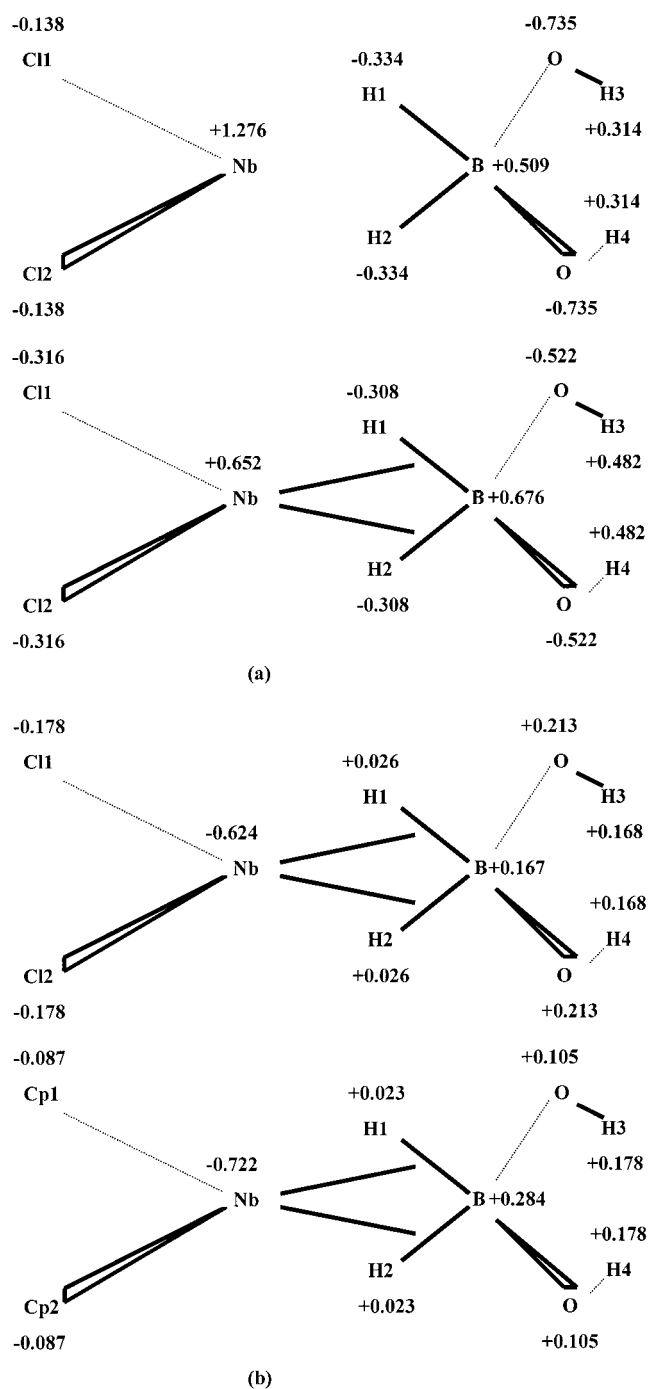 -0.138 -0.735
Cl1 -0.334 O
H1 H3
+1.276 +0.314
Nb B +0.509
+0.314
H2 H4
Cl2 -0.334 O
-0.138 -0.735
-0.316 -0.522
Cl1 -0.308 O
H1 H3
+0.652 +0.482
Nb B +0.676
+0.482
H2 H4
Cl2 -0.308 O
-0.316 -0.522
(a)
-0.178 +0.213
Cl1 +0.026 O
H1 H3
-0.624 +0.168
Nb B +0.167
+0.168
H2 H4
Cl2 +0.026 O
-0.178 +0.213
-0.087 +0.105
Cp1 +0.023 O
H1 H3
-0.722 +0.178
Nb B +0.284
+0.178
H2 H4
Cp2 +0.023 O
-0.087 +0.105
(b)